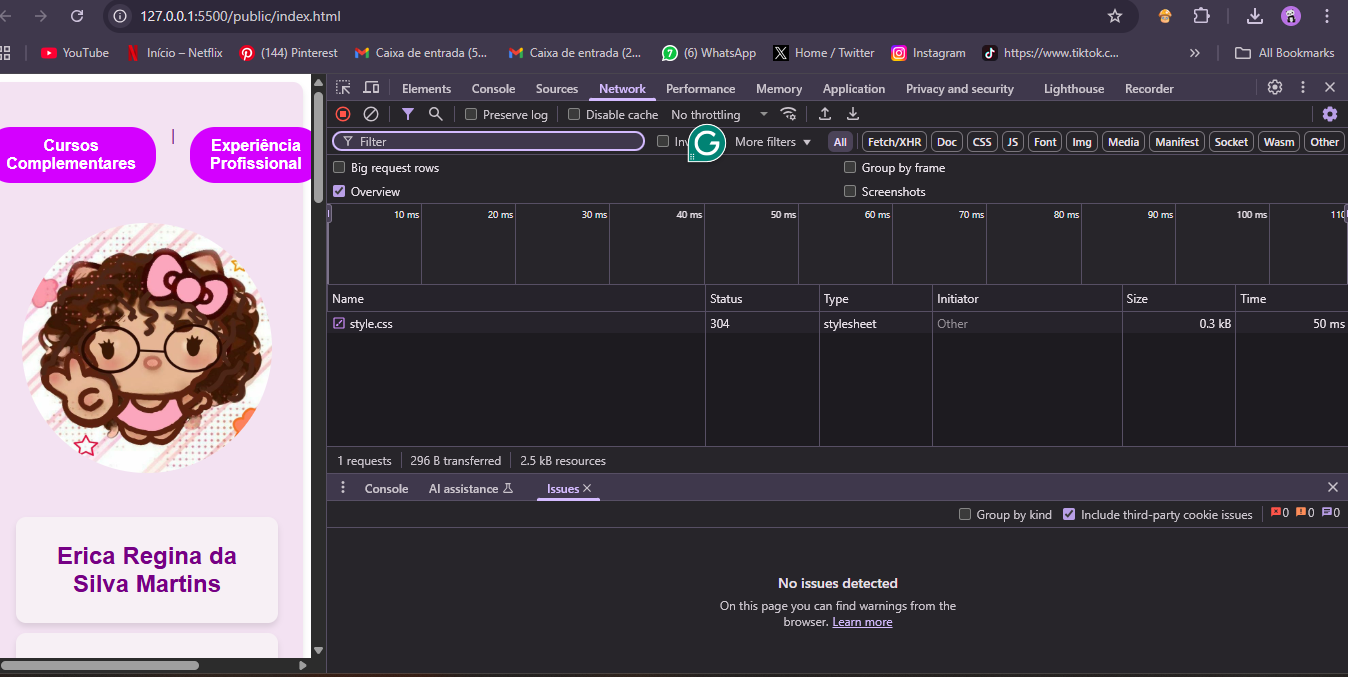 127.0.0.1:5500/public/index.html
YouTube
Início – Netflix
(144) Pinterest
Caixa de entrada (5...
Caixa de entrada (2...
(6) WhatsApp
Home / Twitter
Instagram
https://www.tiktok.c...
»
All Bookmarks
Elements
Console
Sources
Network
Performance
Memory
Application
Privacy and security
Lighthouse
Recorder
Preserve log
Disable cache
No throttling
Filter
Inv
More filters
All
Fetch/XHR
Doc
CSS
JS
Font
Img
Media
Manifest
Socket
Wasm
Other
Big request rows
Group by frame
Overview
Screenshots
10 ms
20 ms
30 ms
40 ms
50 ms
60 ms
70 ms
80 ms
90 ms
100 ms
110
Name
Status
Type
Initiator
Size
Time
style.css
304
stylesheet
Other
0.3 kB
50 ms
1 requests
296 B transferred
2.5 kB resources
Console
AI assistance
Issues
Group by kind
Include third-party cookie issues
0
0
0
No issues detected
On this page you can find warnings from the
browser. Learn more
Cursos
Complementares
|
Experiência
Profissional
Erica Regina da
Silva Martins